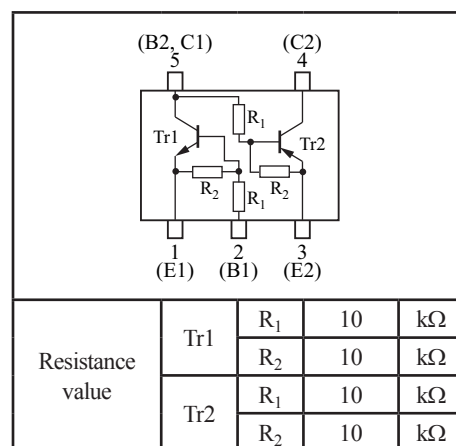 (B2, C1) (C2)
5 4
R1
Tr1 Tr2
R2 R2
R1
1 2 3
(E1) (B1) (E2)
Resistance value Tr1 R1 10 kΩ
R2 10 kΩ
Tr2 R1 10 kΩ
R2 10 kΩ